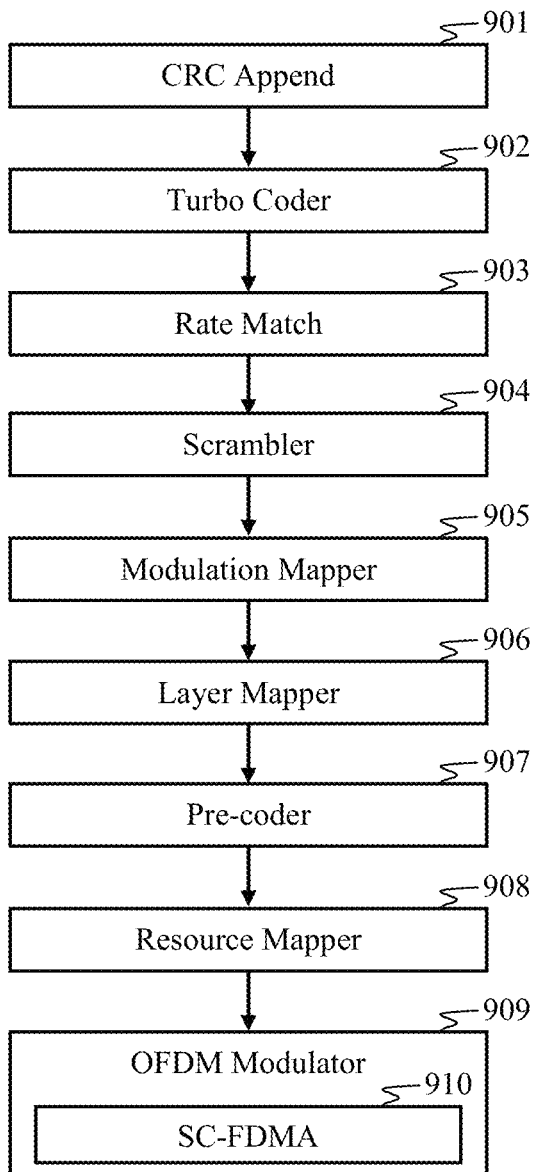 901
CRC Append
902
Turbo Coder
903
Rate Match
904
Scrambler
905
Modulation Mapper
906
Layer Mapper
907
Pre-coder
908
Resource Mapper
909
OFDM Modulator
910
SC-FDMA